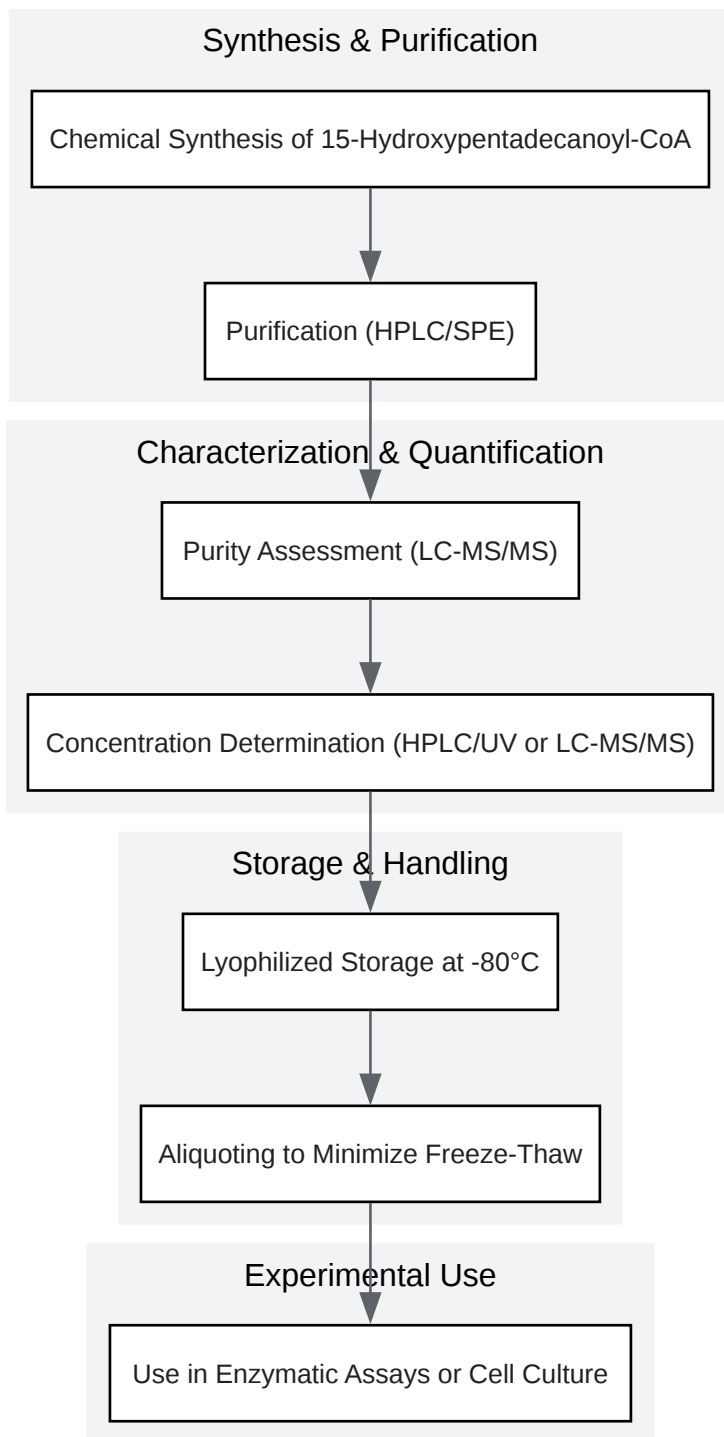 Synthesis & Purification
Chemical Synthesis of 15-Hydroxypentadecanoyl-CoA
Purification (HPLC/SPE)
Characterization & Quantification
Purity Assessment (LC-MS/MS)
Concentration Determination (HPLC/UV or LC-MS/MS)
Storage & Handling
Lyophilized Storage at -80°C
Aliquoting to Minimize Freeze-Thaw
Experimental Use
Use in Enzymatic Assays or Cell Culture